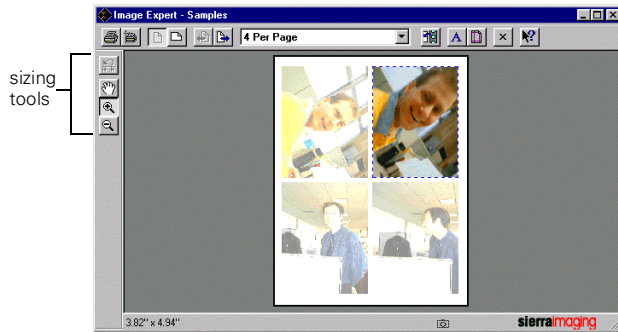 Image Expert - Samples
4 Per Page
A
?
sizing
tools
3.82" x 4.94"
sierraimaging